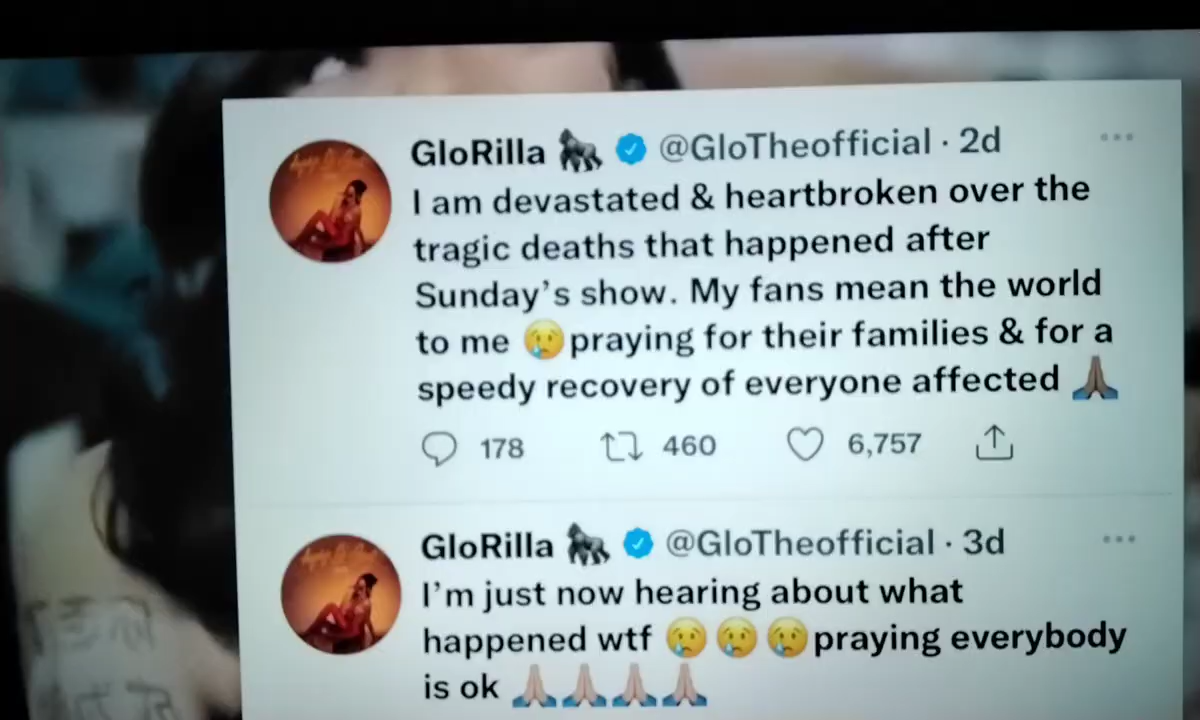 GloRilla 🦍 @GloTheofficial · 2d
I am devastated & heartbroken over the
tragic deaths that happened after
Sunday's show. My fans mean the world
to me 😢praying for their families & for a
speedy recovery of everyone affected 🙏🏽
178 460 6,757
GloRilla 🦍 @GloTheofficial · 3d
I'm just now hearing about what
happened wtf 😢😢😢praying everybody
is ok 🙏🏼🙏🏼🙏🏼🙏🏼